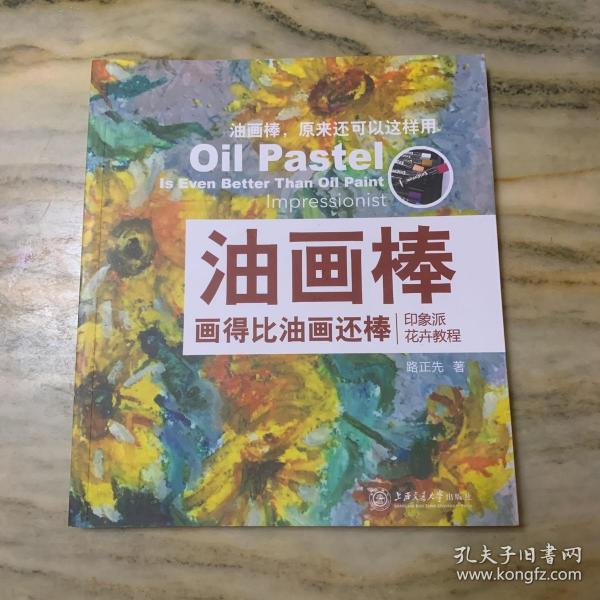 油画棒，原来还可以这样用
Oil Pastel
Is Even Better Than Oil Paint
Impressionist
油画棒
画得比油画还棒
印象派
花卉教程
路正先 著
上海交通大学出版社
孔夫子旧书网
www.kongfz.com